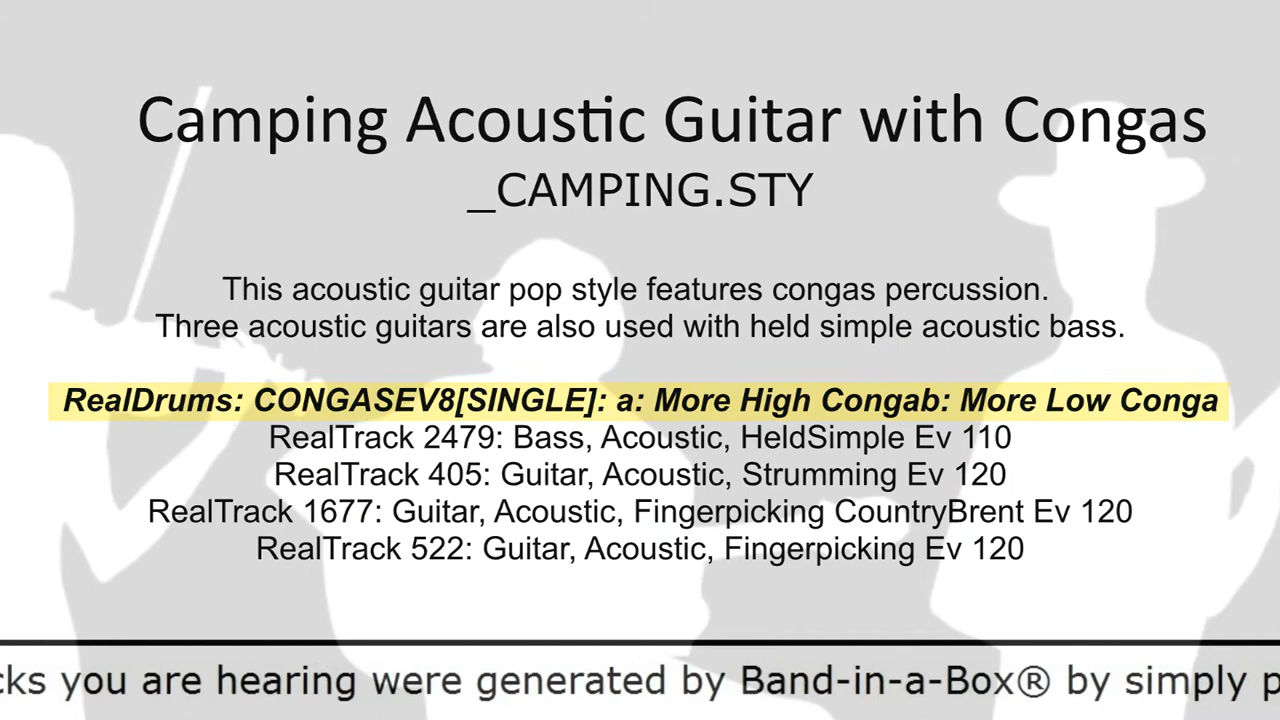 Camping Acoustic Guitar with Congas
_CAMPING.STY
This acoustic guitar pop style features congas percussion.
Three acoustic guitars are also used with held simple acoustic bass.
RealDrums: CONGASEV8[SINGLE]: a: More High Congab: More Low Conga
RealTrack 2479: Bass, Acoustic, HeldSimple Ev 110
RealTrack 405: Guitar, Acoustic, Strumming Ev 120
RealTrack 1677: Guitar, Acoustic, Fingerpicking CountryBrent Ev 120
RealTrack 522: Guitar, Acoustic, Fingerpicking Ev 120
you are hearing were generated by Band-in-a-Box® by simply